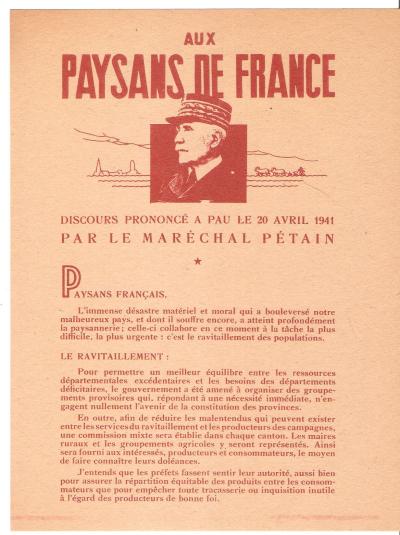 AUX
PAYSANS DE FRANCE
DISCOURS PRONONCÉ A PAU LE 20 AVRIL 1941
PAR LE MARÉCHAL PÉTAIN
★
PAYSANS FRANÇAIS,
L'immense désastre matériel et moral qui a bouleversé notre
malheureux pays, et dont il souffre encore, a atteint profondément
la paysannerie ; celle-ci collabore en ce moment à la tâche la plus
difficile, la plus urgente : c'est le ravitaillement des populations.
LE RAVITAILLEMENT :
Pour permettre un meilleur équilibre entre les ressources
départementales excédentaires et les besoins des départements
déficitaires, le gouvernement a été amené à organiser des groupe-
ments provisoires qui, répondant à une nécessité immédiate, n'en-
gagent nullement l'avenir de la constitution des provinces.
En outre, afin de réduire les malentendus qui peuvent exister
entre les services du ravitaillement et les producteurs des campagnes,
une commission mixte sera établie dans chaque canton. Les maires
ruraux et les groupements agricoles y seront représentés. Ainsi
sera fourni aux intéressés, producteurs et consommateurs, le moyen
de faire connaître leurs doléances.
J'entends que les préfets fassent sentir leur autorité, aussi bien
pour assurer la répartition équitable des produits entre les consom-
mateurs que pour empêcher toute tracasserie ou inquisition inutile
à l'égard des producteurs de bonne foi.